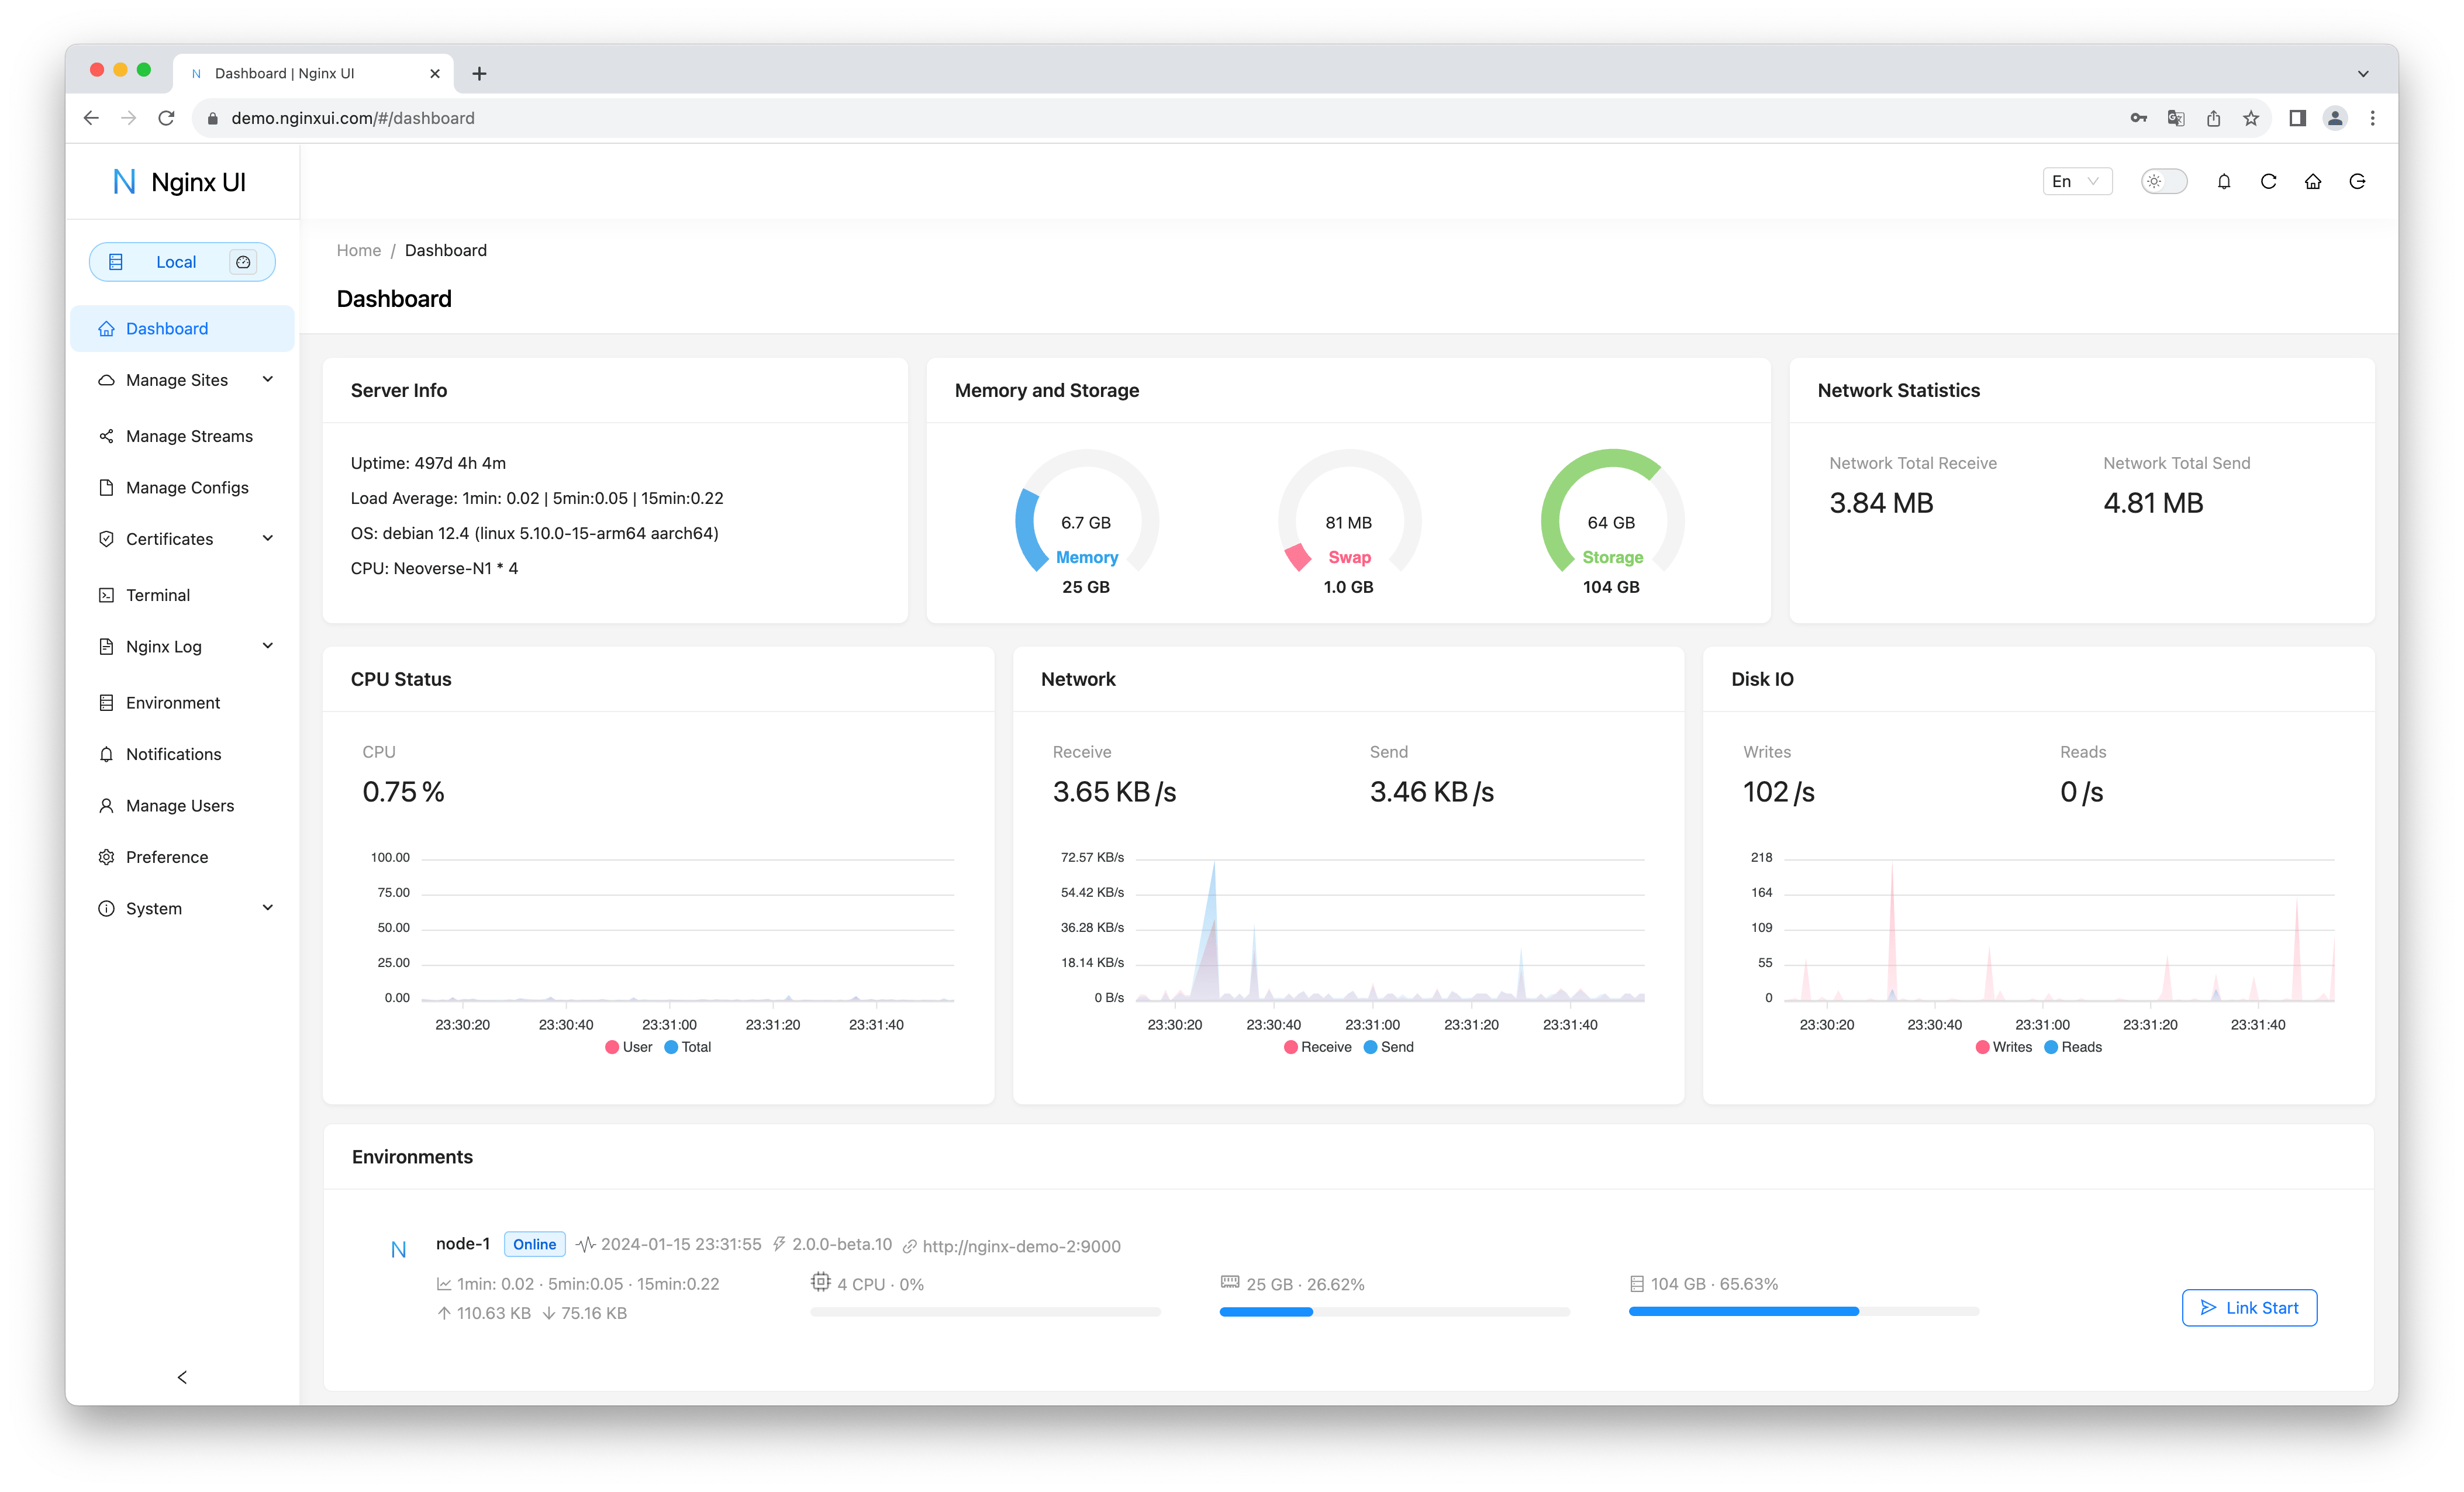 Dashboard | Nginx UI
demo.nginxui.com/#/dashboard
N Nginx UI
En
Local
Dashboard
Manage Sites
Manage Streams
Manage Configs
Certificates
Terminal
Nginx Log
Environment
Notifications
Manage Users
Preference
System
Home / Dashboard
Dashboard
Server Info
Uptime: 497d 4h 4m
Load Average: 1min: 0.02 | 5min:0.05 | 15min:0.22
OS: debian 12.4 (linux 5.10.0-15-arm64 aarch64)
CPU: Neoverse-N1 * 4
Memory and Storage
6.7 GB
Memory
25 GB
81 MB
Swap
1.0 GB
64 GB
Storage
104 GB
Network Statistics
Network Total Receive
3.84 MB
Network Total Send
4.81 MB
CPU Status
CPU
0.75 %
100.00
75.00
50.00
25.00
0.00
23:30:20 23:30:40 23:31:00 23:31:20 23:31:40
User Total
Network
Receive
3.65 KB/s
Send
3.46 KB/s
72.57 KB/s
54.42 KB/s
36.28 KB/s
18.14 KB/s
0 B/s
23:30:20 23:30:40 23:31:00 23:31:20 23:31:40
Receive Send
Disk IO
Writes
102 /s
Reads
0 /s
218
164
109
55
0
23:30:20 23:30:40 23:31:00 23:31:20 23:31:40
Writes Reads
Environments
N node-1 Online 2024-01-15 23:31:55 2.0.0-beta.10 http://nginx-demo-2:9000
1min: 0.02 · 5min:0.05 · 15min:0.22
110.63 KB 75.16 KB
4 CPU · 0%
25 GB · 26.62%
104 GB · 65.63%
Link Start